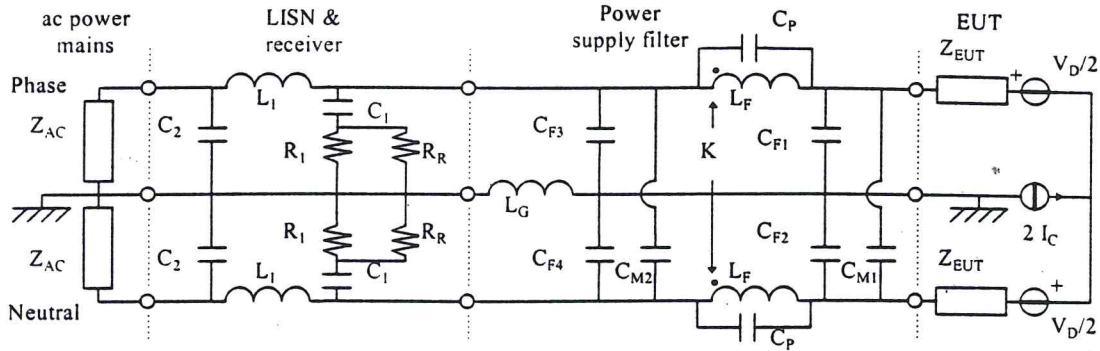 ac power
mains
LISN &
receiver
Power
supply filter
C_P
EUT
Z_EUT
V_D/2
+
Phase
L_1
L_F
C_1
Z_AC
C_2
C_F3
K
C_F1
R_1
R_R
L_G
2 I_C
R_1
R_R
C_F2
Z_AC
C_2
L_1
C_1
C_F4
C_M2
L_F
C_M1
Z_EUT
+
Neutral
C_P
V_D/2